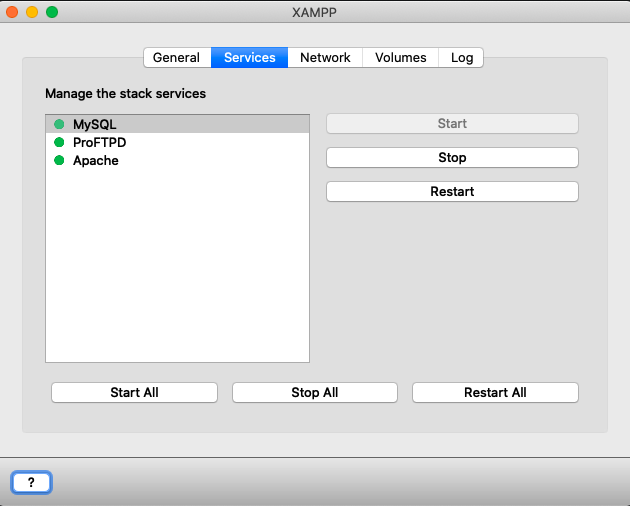 XAMPP
General Services Network Volumes Log
Manage the stack services
MySQL
ProFTPD
Apache
Start
Stop
Restart
Start All Stop All Restart All
?